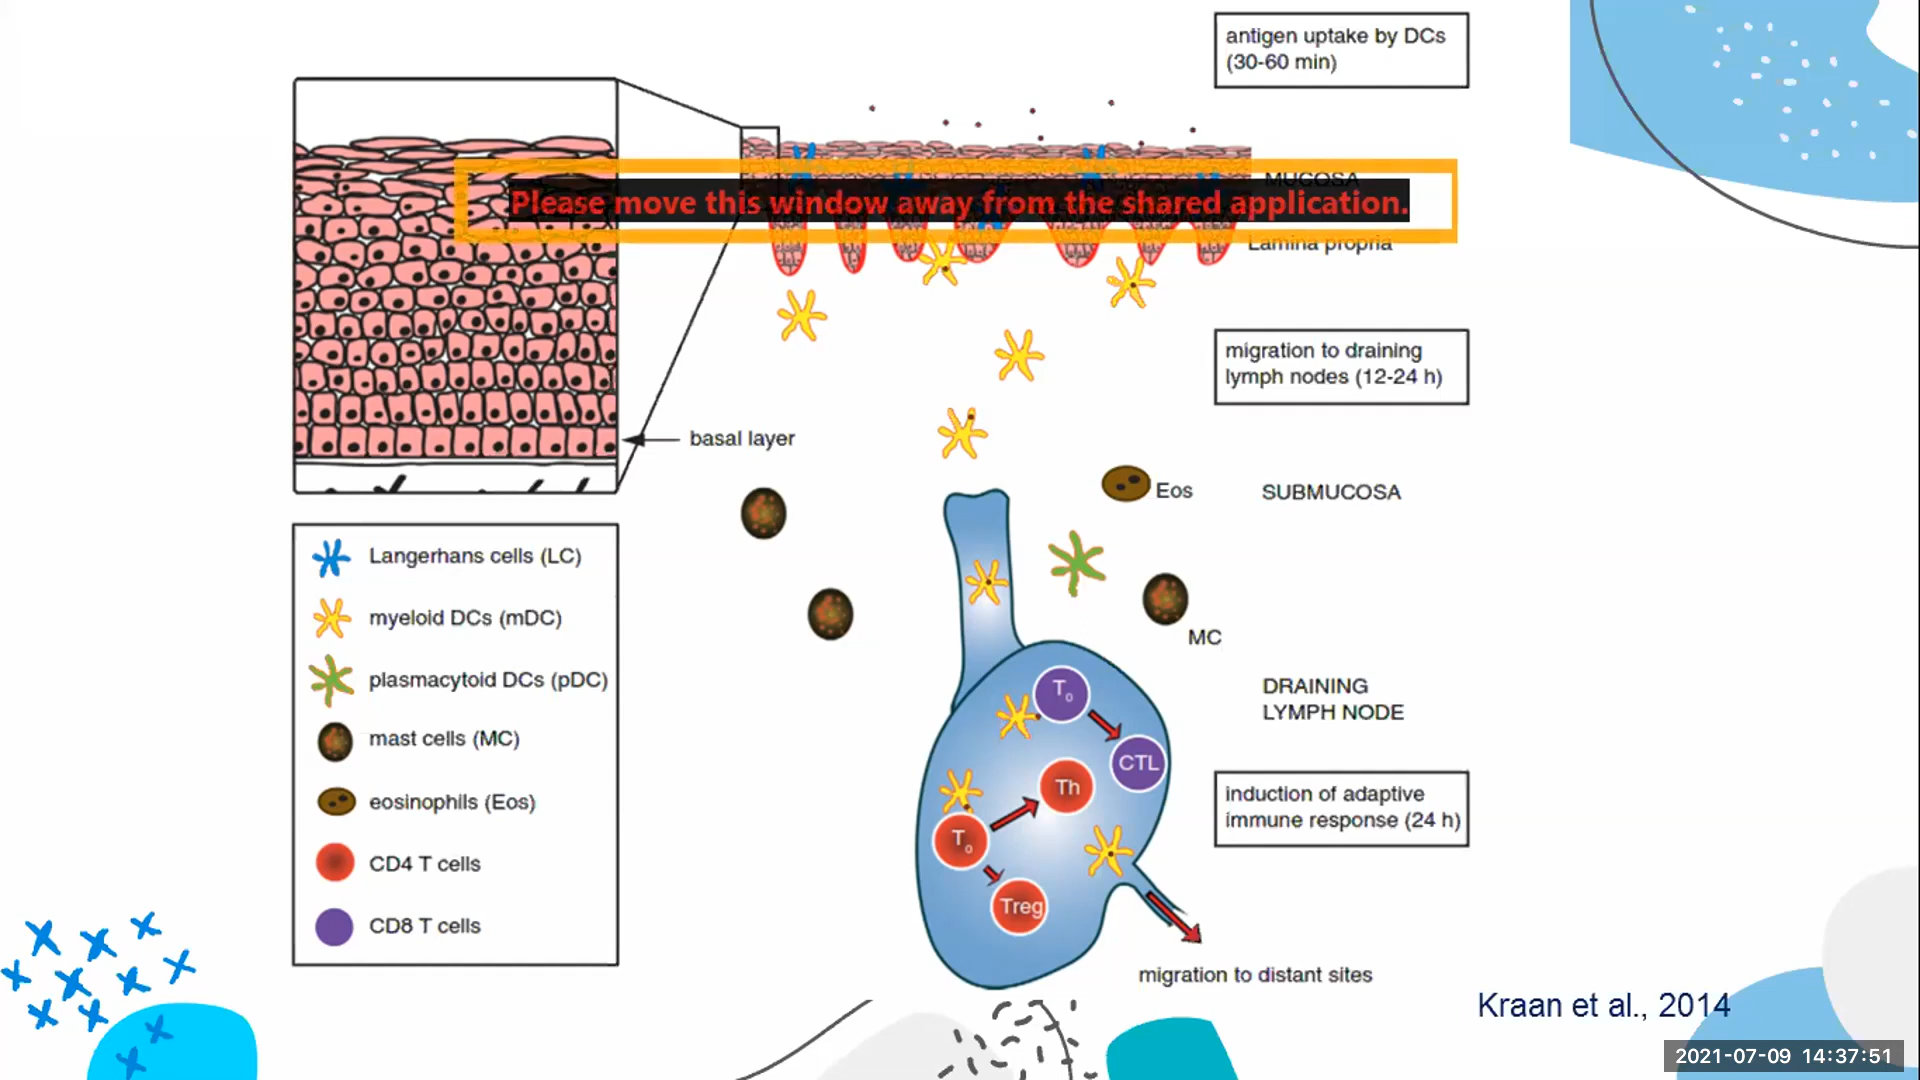 antigen uptake by DCs
(30-60 min)
MUCOSA
Please move this window away from the shared application.
Lamina propria
migration to draining
lymph nodes (12-24 h)
basal layer
Eos
SUBMUCOSA
Langerhans cells (LC)
myeloid DCs (mDC)
plasmacytoid DCs (pDC)
mast cells (MC)
eosinophils (Eos)
CD4 T cells
CD8 T cells
MC
DRAINING
LYMPH NODE
T0
CTL
Th
T0
Treg
induction of adaptive
immune response (24 h)
migration to distant sites
Kraan et al., 2014
2021-07-09 14:37:51